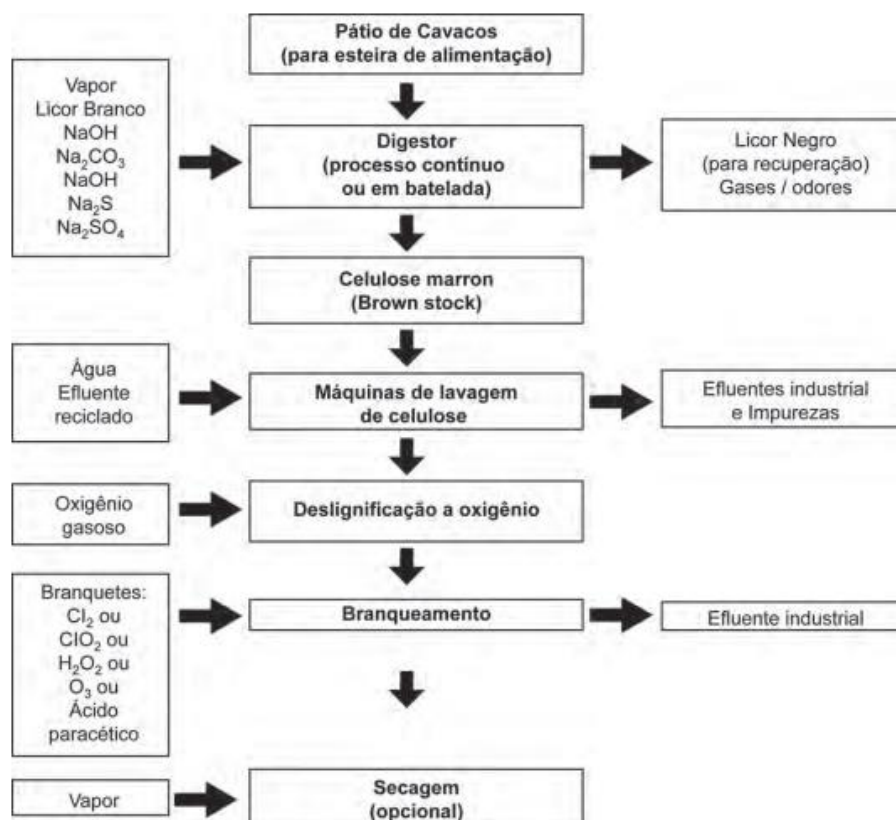 Pátio de Cavacos
(para esteira de alimentação)
Vapor
Licor Branco
NaOH
Na₂CO₃
NaOH
Na₂S
Na₂SO₄
Digestor
(processo contínuo
ou em batelada)
Licor Negro
(para recuperação)
Gases / odores
Celulose marron
(Brown stock)
Água
Efluente
reciclado
Máquinas de lavagem
de celulose
Efluentes industrial
e Impurezas
Oxigênio
gasoso
Deslignificação a oxigênio
Branquetes:
Cl₂ ou
ClO₂ ou
H₂O₂ ou
O₃ ou
Ácido
paracético
Branqueamento
Efluente industrial
Vapor
Secagem
(opcional)